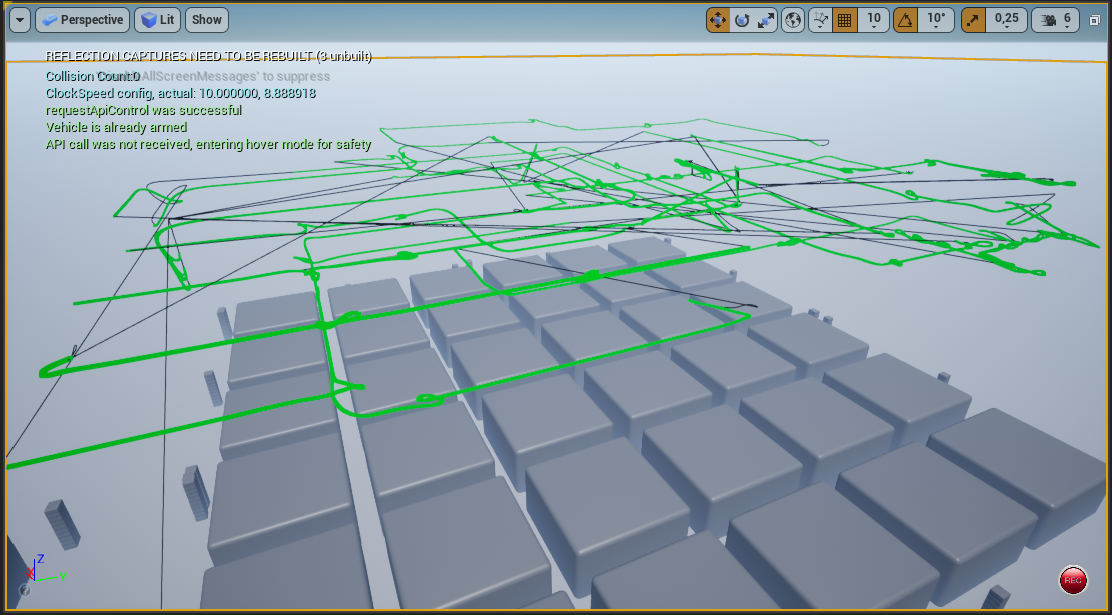 Perspective Lit Show 10 10° 0,25 6
REFLECTION CAPTURES NEED TO BE REBUILT (3 unbuilt)
Collision Count:0 AllScreenMessages' to suppress
ClockSpeed config, actual: 10.000000, 8.888918
requestApiControl was successful
Vehicle is already armed
API call was not received, entering hover mode for safety
Z
Y
REC